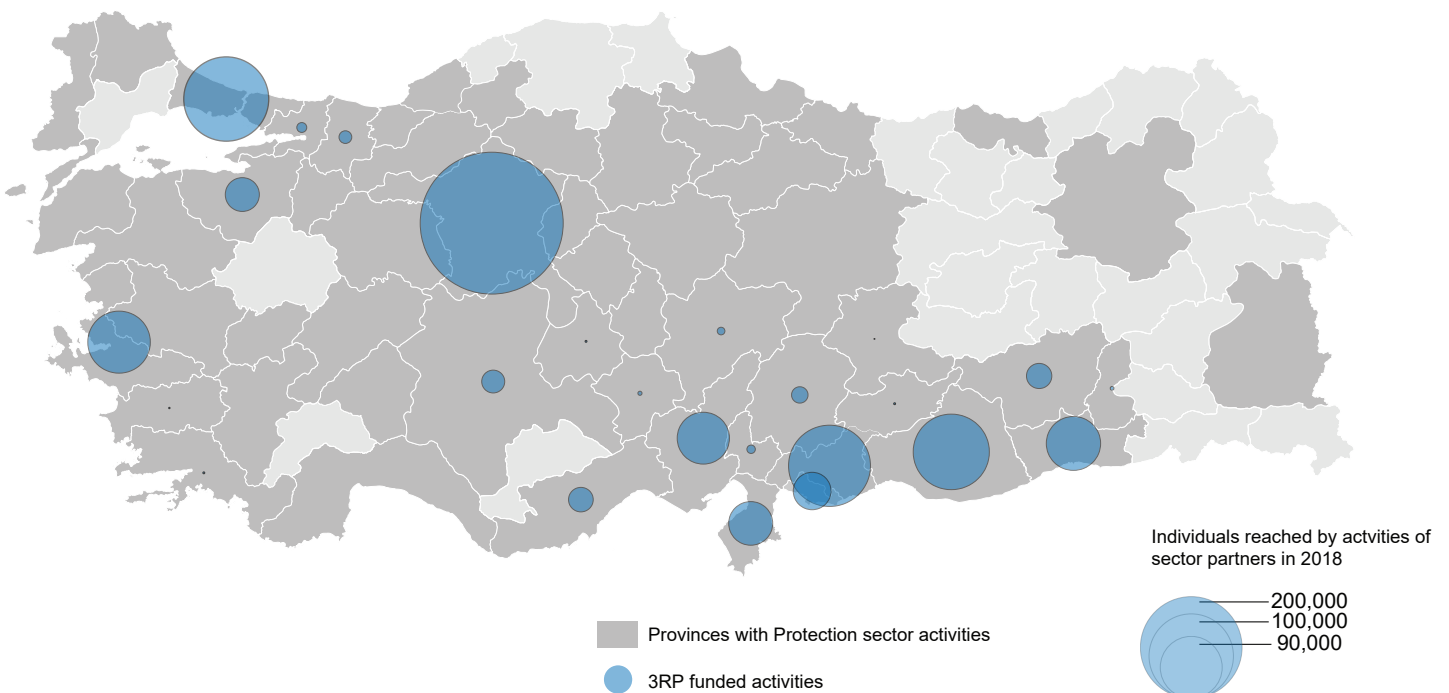 Individuals reached by actvities of
sector partners in 2018
200,000
100,000
90,000
Provinces with Protection sector activities
3RP funded activities